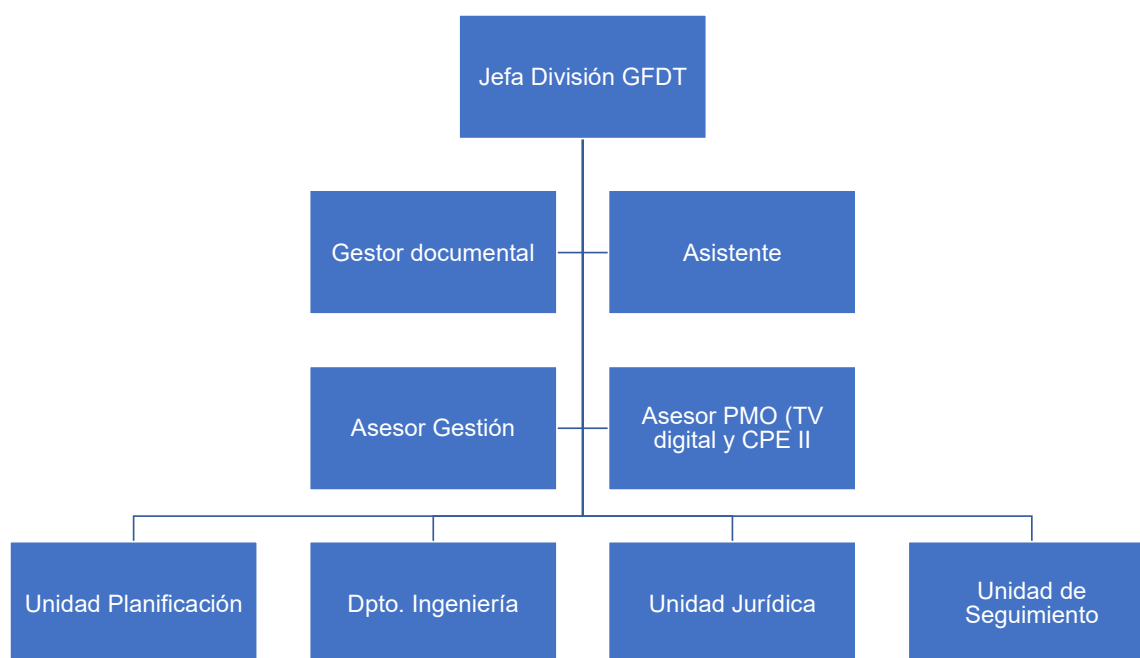 Jefa División GFDT
Gestor documental
Asistente
Asesor Gestión
Asesor PMO (TV
digital y CPE II
Unidad Planificación
Dpto. Ingeniería
Unidad Jurídica
Unidad de
Seguimiento